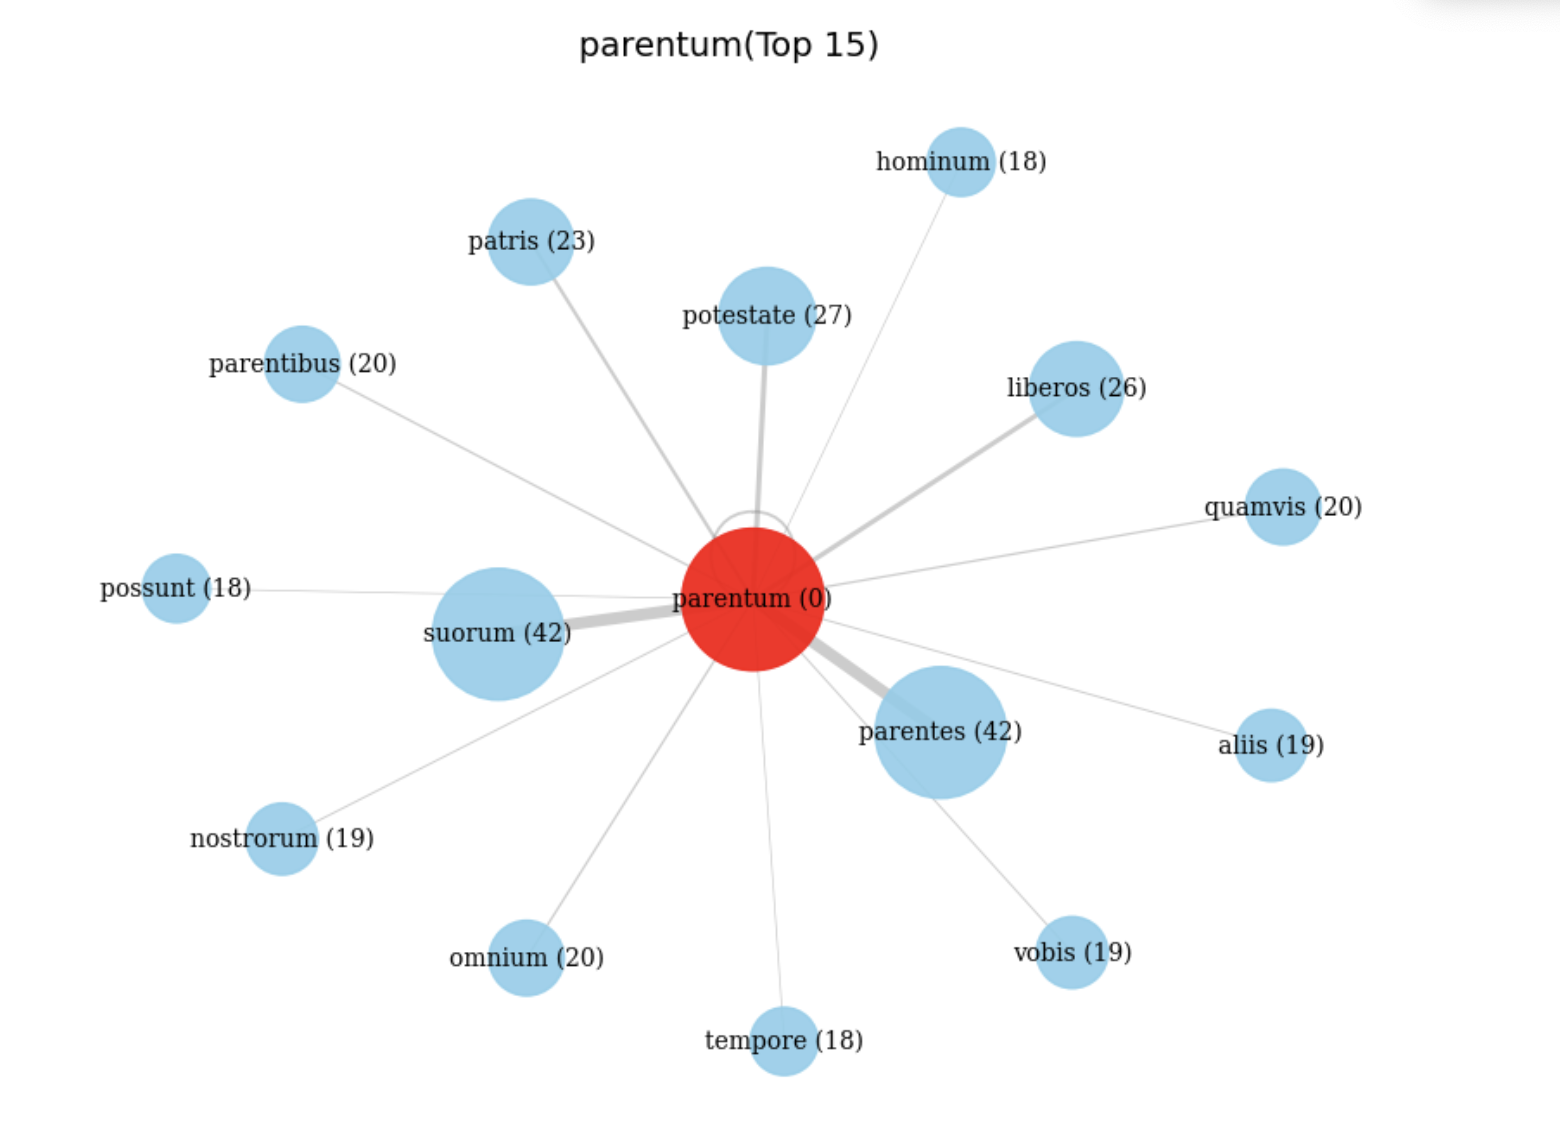 parentum(Top 15)
hominum (18)
patris (23)
potestate (27)
parentibus (20)
liberos (26)
quamvis (20)
possunt (18)
parentum (0)
suorum (42)
parentes (42)
aliis (19)
nostrorum (19)
vobis (19)
omnium (20)
tempore (18)